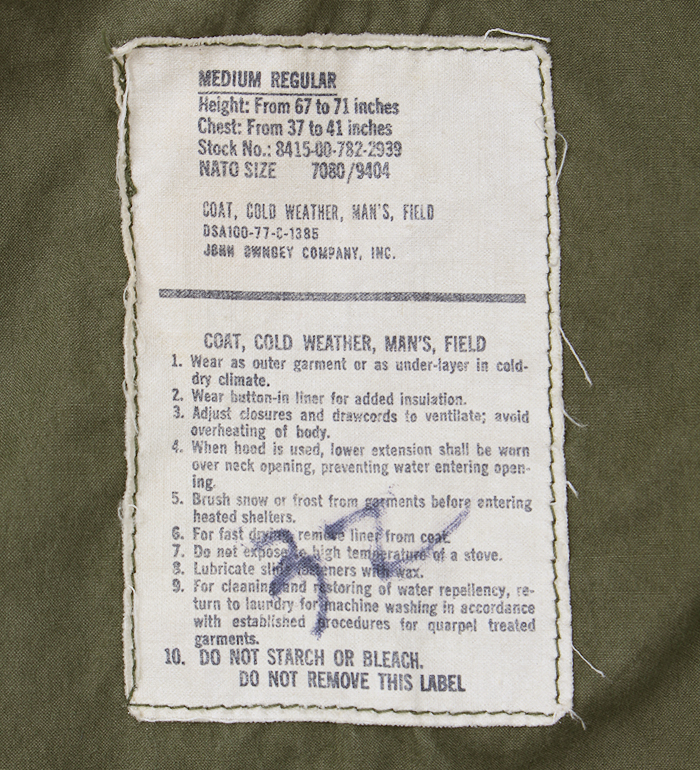 MEDIUM REGULAR
Height: From 67 to 71 inches
Chest: From 37 to 41 inches
Stock No.: 8415-00-782-2939
NATO SIZE 7080/9404
COAT, COLD WEATHER, MAN'S, FIELD
DSA100-77-C-1385
JOHN OWNBEY COMPANY, INC.
COAT, COLD WEATHER, MAN'S, FIELD
1. Wear as outer garment or as under-layer in cold-
dry climate.
2. Wear button-in liner for added insulation.
3. Adjust closures and drawcords to ventilate; avoid
overheating of body.
4. When hood is used, lower extension shall be worn
over neck opening, preventing water entering open-
ing.
5. Brush snow or frost from garments before entering
heated shelters.
6. For fast drying, remove liner from coat.
7. Do not expose to high temperature of a stove.
8. Lubricate slide fasteners with wax.
9. For cleaning and restoring of water repellency, re-
turn to laundry for machine washing in accordance
with established procedures for quarpel treated
garments.
10. DO NOT STARCH OR BLEACH.
DO NOT REMOVE THIS LABEL